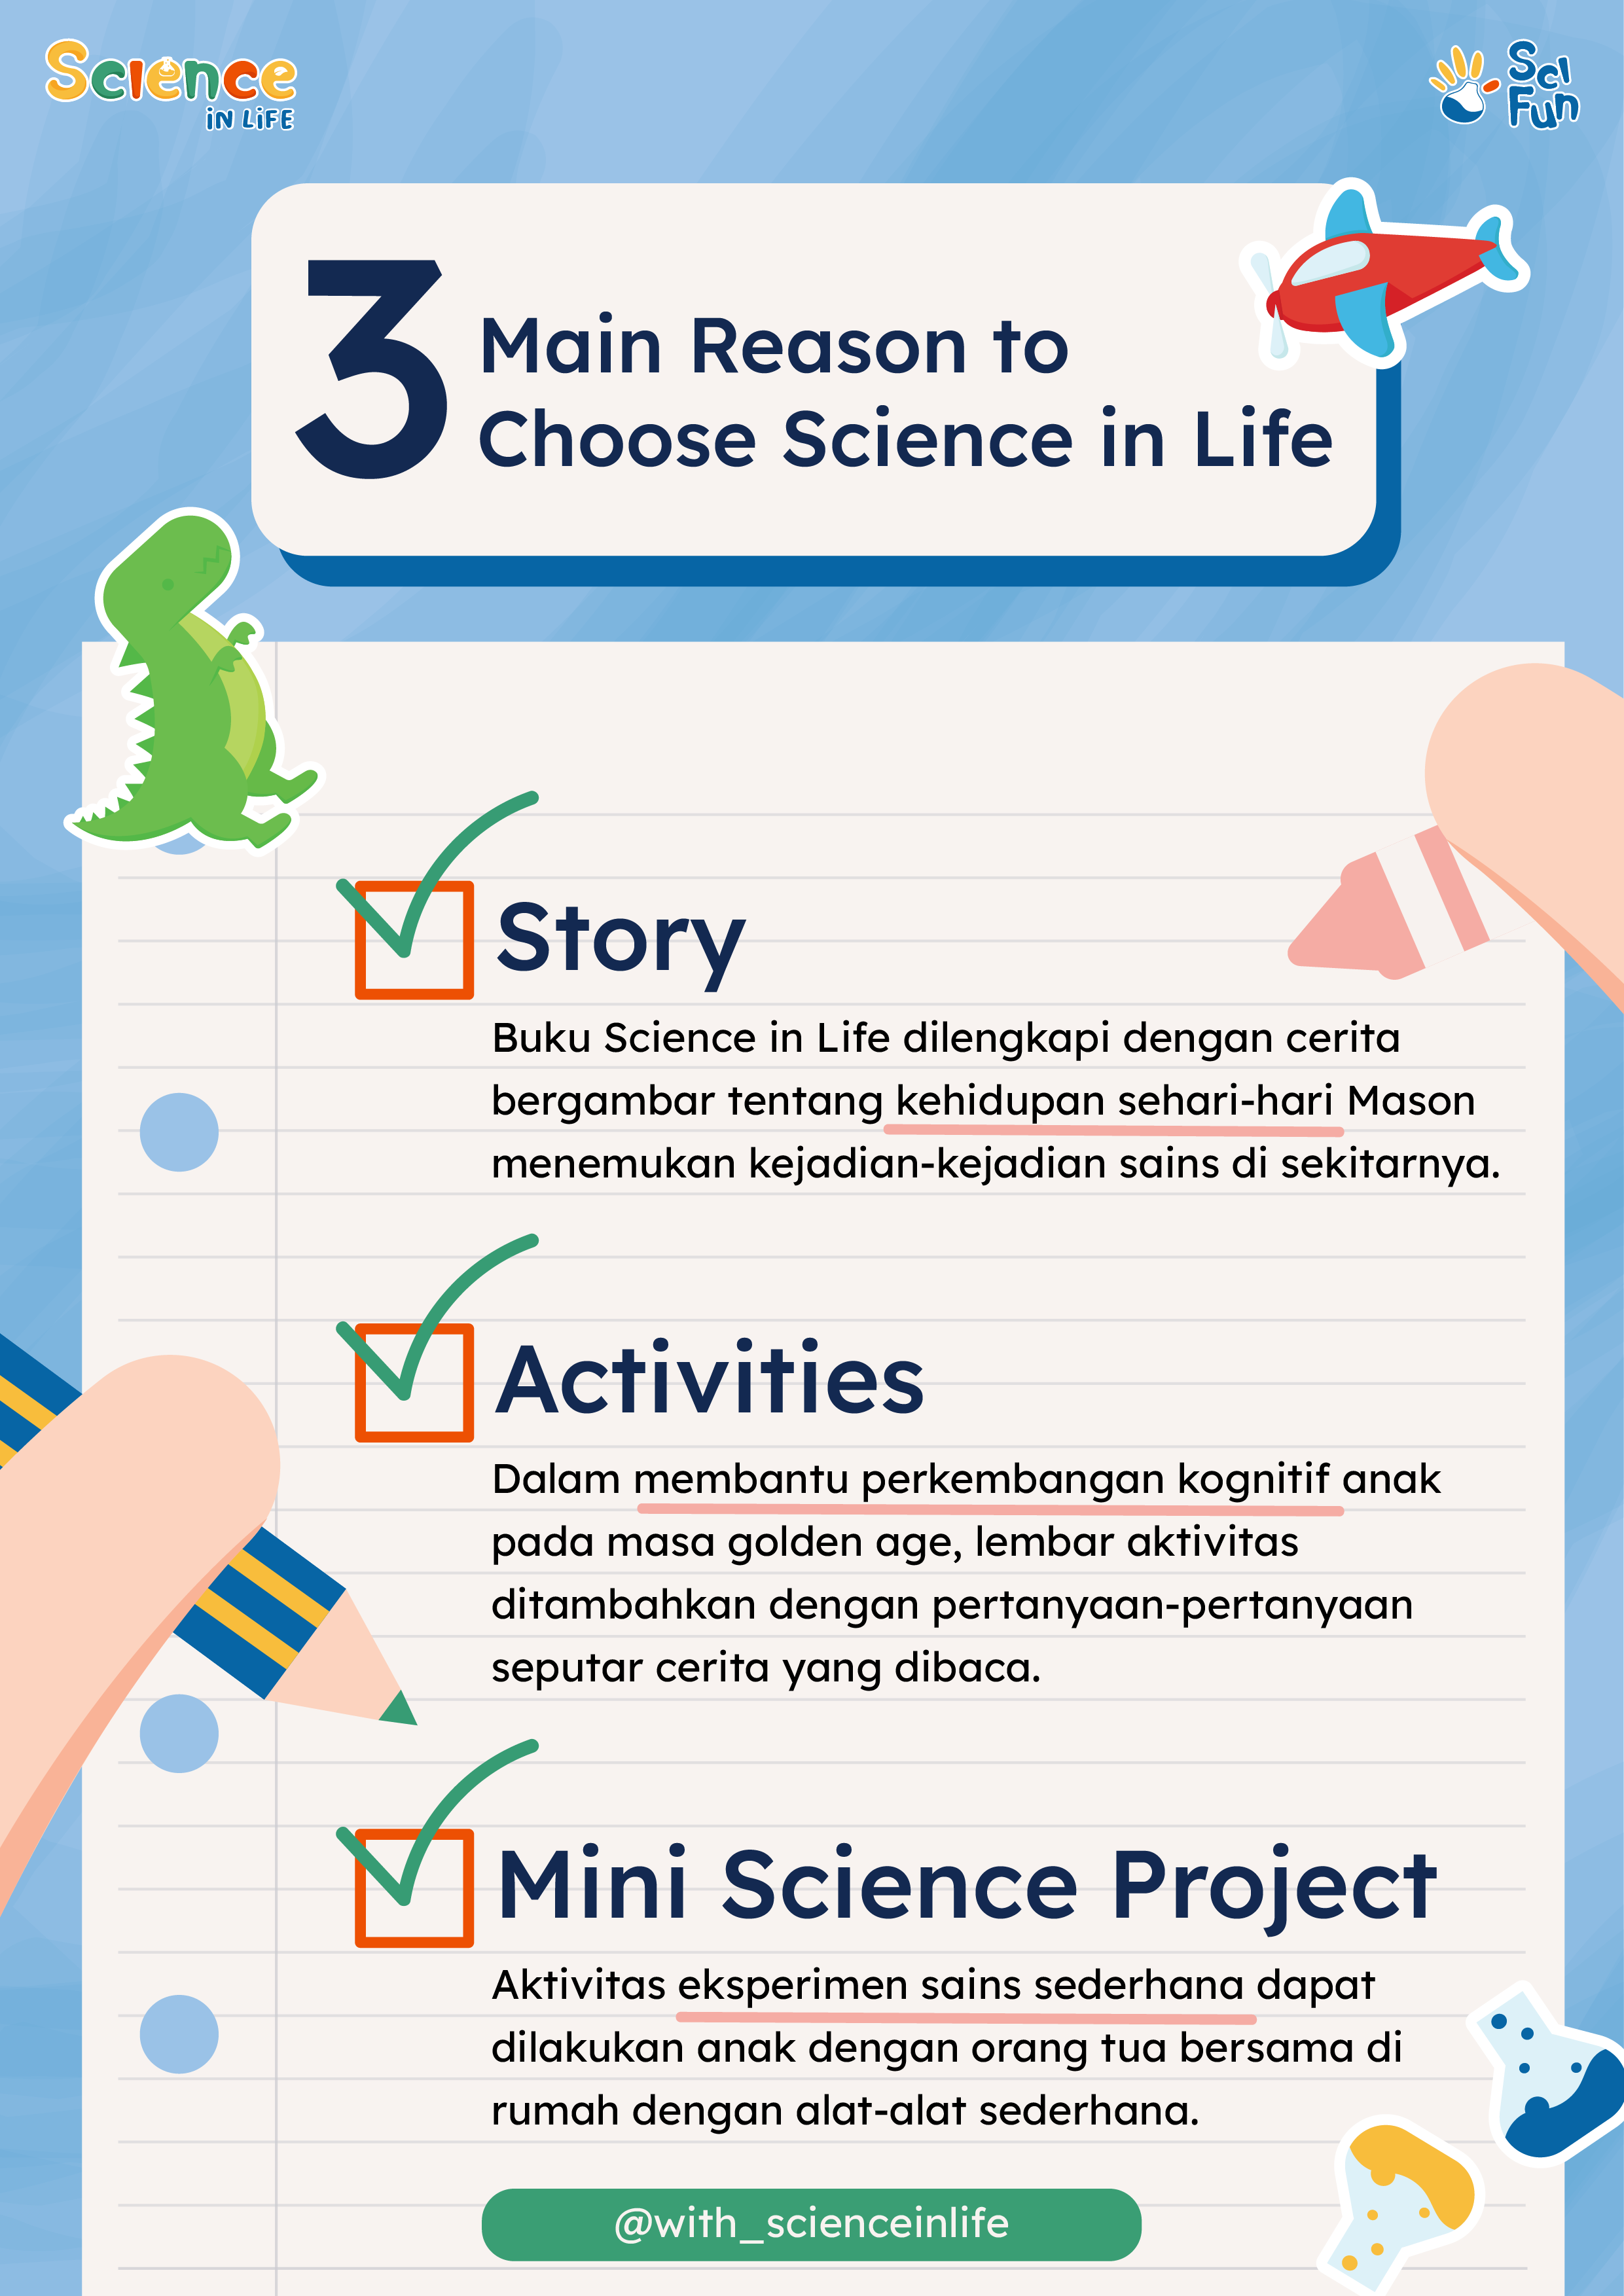 Science
IN LIFE
Sci
Fun
3
Main Reason to
Choose Science in Life
Story
Buku Science in Life dilengkapi dengan cerita
bergambar tentang kehidupan sehari-hari Mason
menemukan kejadian-kejadian sains di sekitarnya.
Activities
Dalam membantu perkembangan kognitif anak
pada masa golden age, lembar aktivitas
ditambahkan dengan pertanyaan-pertanyaan
seputar cerita yang dibaca.
Mini Science Project
Aktivitas eksperimen sains sederhana dapat
dilakukan anak dengan orang tua bersama di
rumah dengan alat-alat sederhana.
@with_scienceinlife